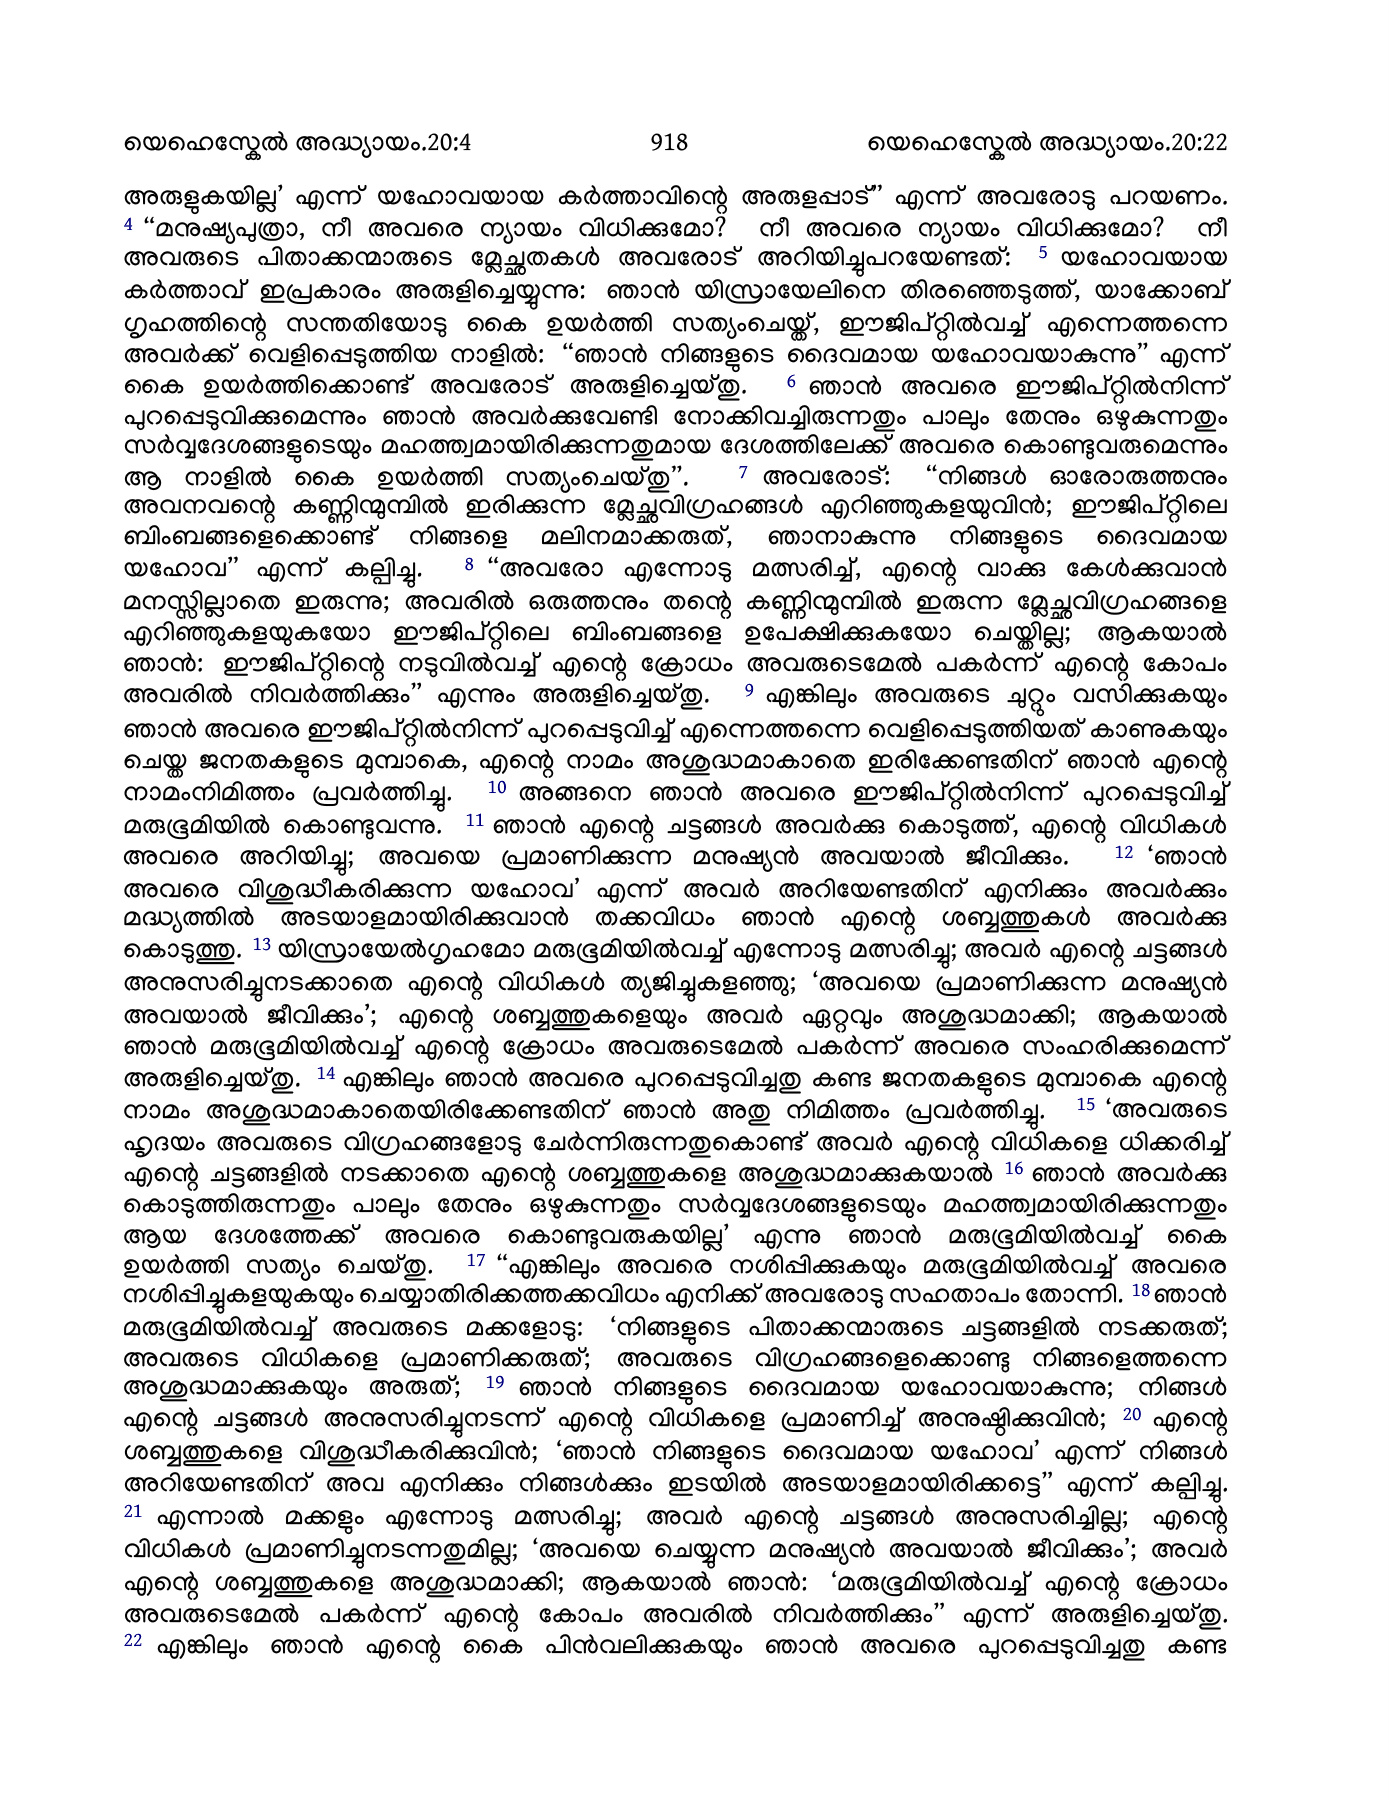 യെഹെസ്കേൽ അദ്ധ്യായം.20:4 918 യെഹെസ്കേൽ അദ്ധ്യായം.20:22
അരുളുകയില്ല’ എന്ന് യഹോവയായ കർത്താവിന്റെ അരുളപ്പാട്” എന്ന് അവരോടു പറയണം.
4 “മനുഷ്യപുത്രാ, നീ അവരെ ന്യായം വിധിക്കുമോ? നീ അവരെ ന്യായം വിധിക്കുമോ? നീ
അവരുടെ പിതാക്കന്മാരുടെ മ്ലേച്ഛതകൾ അവരോട് അറിയിച്ചുപറയേണ്ടത്: 5 യഹോവയായ
കർത്താവ് ഇപ്രകാരം അരുളിച്ചെയ്യുന്നു: ഞാൻ യിസ്രായേലിനെ തിരഞ്ഞെടുത്ത്, യാക്കോബ്
ഗൃഹത്തിന്റെ സന്തതിയോടു കൈ ഉയർത്തി സത്യംചെയ്ത്, ഈജിപ്റ്റിൽവച്ച് എന്നെത്തന്നെ
അവർക്ക് വെളിപ്പെടുത്തിയ നാളിൽ: “ഞാൻ നിങ്ങളുടെ ദൈവമായ യഹോവയാകുന്നു” എന്ന്
കൈ ഉയർത്തിക്കൊണ്ട് അവരോട് അരുളിച്ചെയ്തു. 6 ഞാൻ അവരെ ഈജിപ്റ്റിൽനിന്ന്
പുറപ്പെടുവിക്കുമെന്നും ഞാൻ അവർക്കുവേണ്ടി നോക്കിവച്ചിരുന്നതും പാലും തേനും ഒഴുകുന്നതും
സർവ്വദേശങ്ങളുടെയും മഹത്ത്വമായിരിക്കുന്നതുമായ ദേശത്തിലേക്ക് അവരെ കൊണ്ടുവരുമെന്നും
ആ നാളിൽ കൈ ഉയർത്തി സത്യംചെയ്തു”. 7 അവരോട്: “നിങ്ങൾ ഓരോരുത്തനും
അവനവന്റെ കണ്ണിന്മുമ്പിൽ ഇരിക്കുന്ന മ്ലേച്ഛവിഗ്രഹങ്ങൾ എറിഞ്ഞുകളയുവിൻ; ഈജിപ്റ്റിലെ
ബിംബങ്ങളെക്കൊണ്ട് നിങ്ങളെ മലിനമാക്കരുത്, ഞാനാകുന്നു നിങ്ങളുടെ ദൈവമായ
യഹോവ” എന്ന് കല്പിച്ചു. 8 “അവരോ എന്നോടു മത്സരിച്ച്, എന്റെ വാക്കു കേൾക്കുവാൻ
മനസ്സില്ലാതെ ഇരുന്നു; അവരിൽ ഒരുത്തനും തന്റെ കണ്ണിന്മുമ്പിൽ ഇരുന്ന മ്ലേച്ഛവിഗ്രഹങ്ങളെ
എറിഞ്ഞുകളയുകയോ ഈജിപ്റ്റിലെ ബിംബങ്ങളെ ഉപേക്ഷിക്കുകയോ ചെയ്തില്ല; ആകയാൽ
ഞാൻ: ഈജിപ്റ്റിന്റെ നടുവിൽവച്ച് എന്റെ ക്രോധം അവരുടെമേൽ പകർന്ന് എന്റെ കോപം
അവരിൽ നിവർത്തിക്കും” എന്നും അരുളിച്ചെയ്തു. 9 എങ്കിലും അവരുടെ ചുറ്റും വസിക്കുകയും
ഞാൻ അവരെ ഈജിപ്റ്റിൽനിന്ന് പുറപ്പെടുവിച്ച് എന്നെത്തന്നെ വെളിപ്പെടുത്തിയത് കാണുകയും
ചെയ്ത ജനതകളുടെ മുമ്പാകെ, എന്റെ നാമം അശുദ്ധമാകാതെ ഇരിക്കേണ്ടതിന് ഞാൻ എന്റെ
നാമംനിമിത്തം പ്രവർത്തിച്ചു. 10 അങ്ങനെ ഞാൻ അവരെ ഈജിപ്റ്റിൽനിന്ന് പുറപ്പെടുവിച്ച്
മരുഭൂമിയിൽ കൊണ്ടുവന്നു. 11 ഞാൻ എന്റെ ചട്ടങ്ങൾ അവർക്കു കൊടുത്ത്, എന്റെ വിധികൾ
അവരെ അറിയിച്ചു; അവയെ പ്രമാണിക്കുന്ന മനുഷ്യൻ അവയാൽ ജീവിക്കും. 12 ‘ഞാൻ
അവരെ വിശുദ്ധീകരിക്കുന്ന യഹോവ’ എന്ന് അവർ അറിയേണ്ടതിന് എനിക്കും അവർക്കും
മദ്ധ്യത്തിൽ അടയാളമായിരിക്കുവാൻ തക്കവിധം ഞാൻ എന്റെ ശബ്ബത്തുകൾ അവർക്കു
കൊടുത്തു. 13 യിസ്രായേൽഗൃഹമോ മരുഭൂമിയിൽവച്ച് എന്നോടു മത്സരിച്ചു; അവർ എന്റെ ചട്ടങ്ങൾ
അനുസരിച്ചുനടക്കാതെ എന്റെ വിധികൾ ത്യജിച്ചുകളഞ്ഞു; ‘അവയെ പ്രമാണിക്കുന്ന മനുഷ്യൻ
അവയാൽ ജീവിക്കും’; എന്റെ ശബ്ബത്തുകളെയും അവർ ഏറ്റവും അശുദ്ധമാക്കി; ആകയാൽ
ഞാൻ മരുഭൂമിയിൽവച്ച് എന്റെ ക്രോധം അവരുടെമേൽ പകർന്ന് അവരെ സംഹരിക്കുമെന്ന്
അരുളിച്ചെയ്തു. 14 എങ്കിലും ഞാൻ അവരെ പുറപ്പെടുവിച്ചതു കണ്ട ജനതകളുടെ മുമ്പാകെ എന്റെ
നാമം അശുദ്ധമാകാതെയിരിക്കേണ്ടതിന് ഞാൻ അതു നിമിത്തം പ്രവർത്തിച്ചു. 15 ‘അവരുടെ
ഹൃദയം അവരുടെ വിഗ്രഹങ്ങളോടു ചേർന്നിരുന്നതുകൊണ്ട് അവർ എന്റെ വിധികളെ ധിക്കരിച്ച്
എന്റെ ചട്ടങ്ങളിൽ നടക്കാതെ എന്റെ ശബ്ബത്തുകളെ അശുദ്ധമാക്കുകയാൽ 16 ഞാൻ അവർക്കു
കൊടുത്തിരുന്നതും പാലും തേനും ഒഴുകുന്നതും സർവ്വദേശങ്ങളുടെയും മഹത്ത്വമായിരിക്കുന്നതും
ആയ ദേശത്തേക്ക് അവരെ കൊണ്ടുവരുകയില്ല’ എന്നു ഞാൻ മരുഭൂമിയിൽവച്ച് കൈ
ഉയർത്തി സത്യം ചെയ്തു. 17 “എങ്കിലും അവരെ നശിപ്പിക്കുകയും മരുഭൂമിയിൽവച്ച് അവരെ
നശിപ്പിച്ചുകളയുകയും ചെയ്യാതിരിക്കത്തക്കവിധം എനിക്ക് അവരോടു സഹതാപം തോന്നി. 18 ഞാൻ
മരുഭൂമിയിൽവച്ച് അവരുടെ മക്കളോടു: ‘നിങ്ങളുടെ പിതാക്കന്മാരുടെ ചട്ടങ്ങളിൽ നടക്കരുത്;
അവരുടെ വിധികളെ പ്രമാണിക്കരുത്; അവരുടെ വിഗ്രഹങ്ങളെക്കൊണ്ടു നിങ്ങളെത്തന്നെ
അശുദ്ധമാക്കുകയും അരുത്; 19 ഞാൻ നിങ്ങളുടെ ദൈവമായ യഹോവയാകുന്നു; നിങ്ങൾ
എന്റെ ചട്ടങ്ങൾ അനുസരിച്ചുനടന്ന് എന്റെ വിധികളെ പ്രമാണിച്ച് അനുഷ്ഠിക്കുവിൻ; 20 എന്റെ
ശബ്ബത്തുകളെ വിശുദ്ധീകരിക്കുവിൻ; ‘ഞാൻ നിങ്ങളുടെ ദൈവമായ യഹോവ’ എന്ന് നിങ്ങൾ
അറിയേണ്ടതിന് അവ എനിക്കും നിങ്ങൾക്കും ഇടയിൽ അടയാളമായിരിക്കട്ടെ” എന്ന് കല്പിച്ചു.
21 എന്നാൽ മക്കളും എന്നോടു മത്സരിച്ചു; അവർ എന്റെ ചട്ടങ്ങൾ അനുസരിച്ചില്ല; എന്റെ
വിധികൾ പ്രമാണിച്ചുനടന്നതുമില്ല; ‘അവയെ ചെയ്യുന്ന മനുഷ്യൻ അവയാൽ ജീവിക്കും’; അവർ
എന്റെ ശബ്ബത്തുകളെ അശുദ്ധമാക്കി; ആകയാൽ ഞാൻ: ‘മരുഭൂമിയിൽവച്ച് എന്റെ ക്രോധം
അവരുടെമേൽ പകർന്ന് എന്റെ കോപം അവരിൽ നിവർത്തിക്കും” എന്ന് അരുളിച്ചെയ്തു.
22 എങ്കിലും ഞാൻ എന്റെ കൈ പിൻവലിക്കുകയും ഞാൻ അവരെ പുറപ്പെടുവിച്ചതു കണ്ട